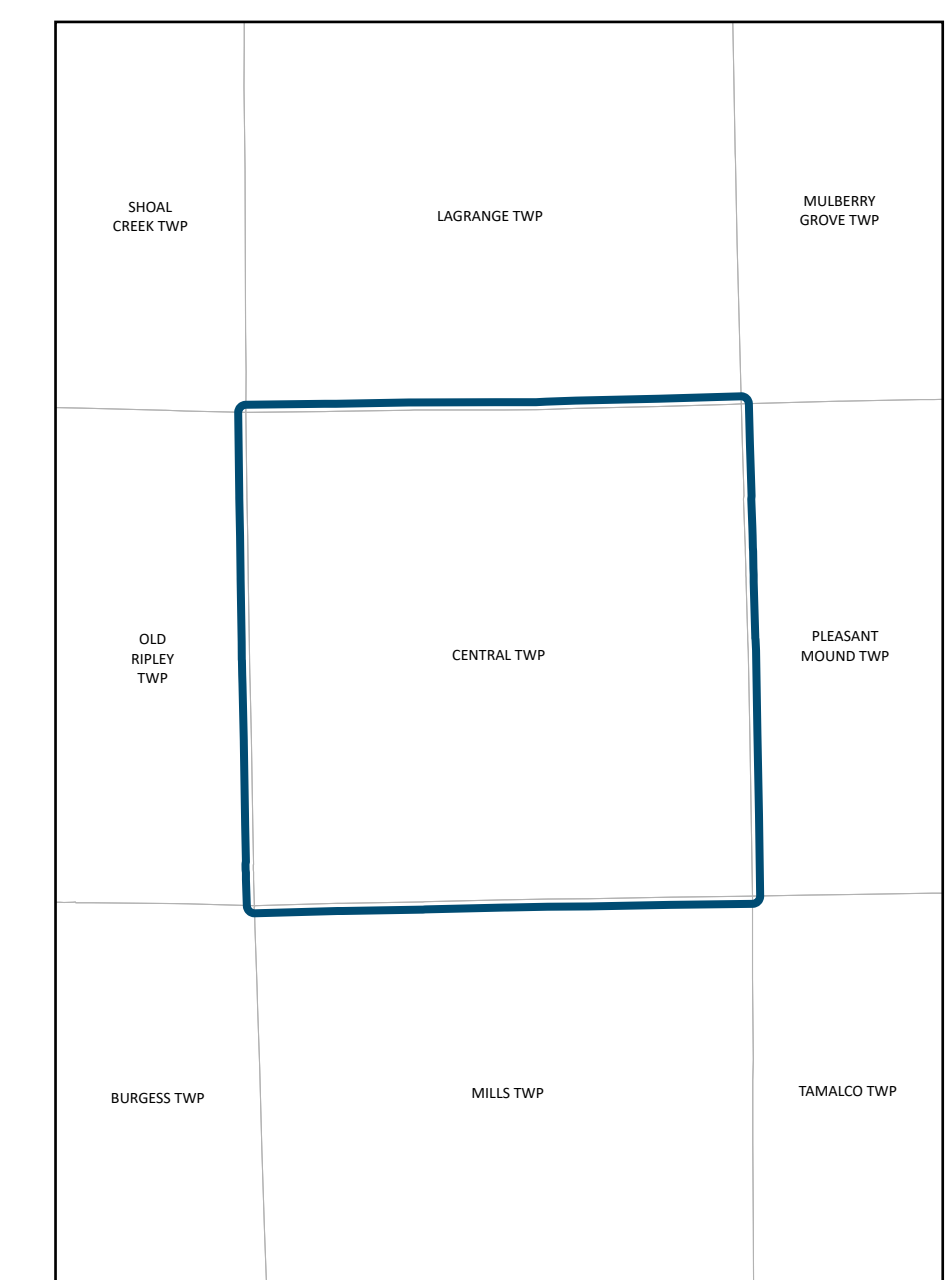 SHOAL
CREEK TWP
LAGRANGE TWP
MULBERRY
GROVE TWP
OLD
RIPLEY
TWP
CENTRAL TWP
PLEASANT
MOUND TWP
BURGESS TWP
MILLS TWP
TAMALCO TWP